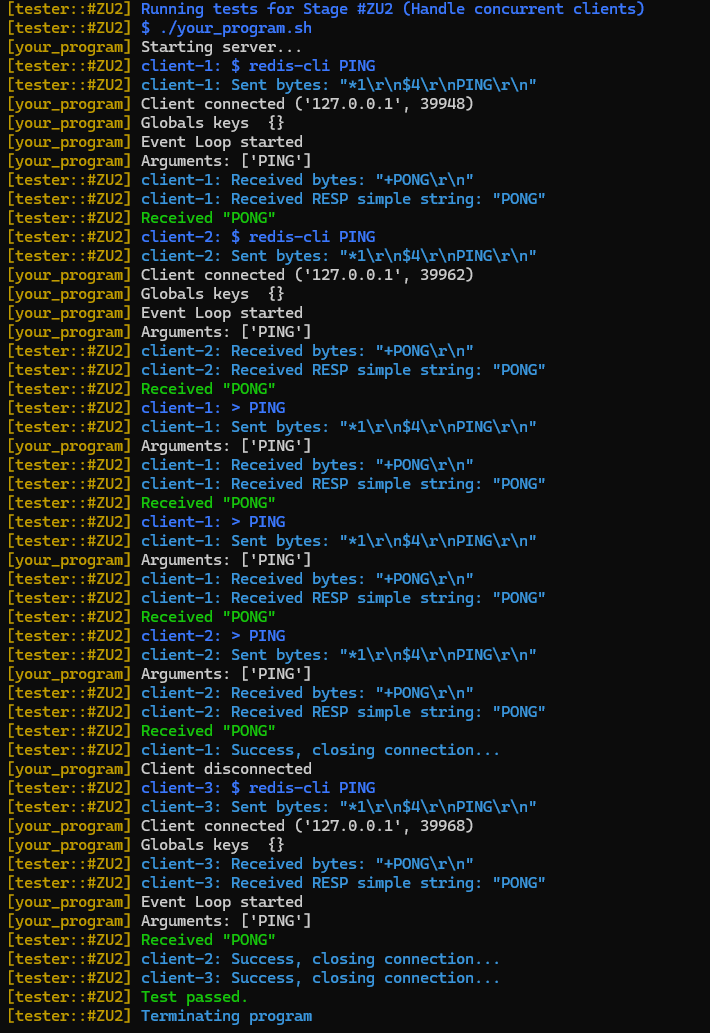 [tester::#ZU2] Running tests for Stage #ZU2 (Handle concurrent clients)
[tester::#ZU2] $ ./your_program.sh
[your_program] Starting server...
[tester::#ZU2] client-1: $ redis-cli PING
[tester::#ZU2] client-1: Sent bytes: "*1\r\n$4\r\nPING\r\n"
[your_program] Client connected ('127.0.0.1', 39948)
[your_program] Globals keys  {}
[your_program] Event Loop started
[your_program] Arguments: ['PING']
[tester::#ZU2] client-1: Received bytes: "+PONG\r\n"
[tester::#ZU2] client-1: Received RESP simple string: "PONG"
[tester::#ZU2] Received "PONG"
[tester::#ZU2] client-2: $ redis-cli PING
[tester::#ZU2] client-2: Sent bytes: "*1\r\n$4\r\nPING\r\n"
[your_program] Client connected ('127.0.0.1', 39962)
[your_program] Globals keys  {}
[your_program] Event Loop started
[your_program] Arguments: ['PING']
[tester::#ZU2] client-2: Received bytes: "+PONG\r\n"
[tester::#ZU2] client-2: Received RESP simple string: "PONG"
[tester::#ZU2] Received "PONG"
[tester::#ZU2] client-1: > PING
[tester::#ZU2] client-1: Sent bytes: "*1\r\n$4\r\nPING\r\n"
[your_program] Arguments: ['PING']
[tester::#ZU2] client-1: Received bytes: "+PONG\r\n"
[tester::#ZU2] client-1: Received RESP simple string: "PONG"
[tester::#ZU2] Received "PONG"
[tester::#ZU2] client-1: > PING
[tester::#ZU2] client-1: Sent bytes: "*1\r\n$4\r\nPING\r\n"
[your_program] Arguments: ['PING']
[tester::#ZU2] client-1: Received bytes: "+PONG\r\n"
[tester::#ZU2] client-1: Received RESP simple string: "PONG"
[tester::#ZU2] Received "PONG"
[tester::#ZU2] client-2: > PING
[tester::#ZU2] client-2: Sent bytes: "*1\r\n$4\r\nPING\r\n"
[your_program] Arguments: ['PING']
[tester::#ZU2] client-2: Received bytes: "+PONG\r\n"
[tester::#ZU2] client-2: Received RESP simple string: "PONG"
[tester::#ZU2] Received "PONG"
[tester::#ZU2] client-1: Success, closing connection...
[your_program] Client disconnected
[tester::#ZU2] client-3: $ redis-cli PING
[tester::#ZU2] client-3: Sent bytes: "*1\r\n$4\r\nPING\r\n"
[your_program] Client connected ('127.0.0.1', 39968)
[your_program] Globals keys  {}
[tester::#ZU2] client-3: Received bytes: "+PONG\r\n"
[tester::#ZU2] client-3: Received RESP simple string: "PONG"
[your_program] Event Loop started
[your_program] Arguments: ['PING']
[tester::#ZU2] Received "PONG"
[tester::#ZU2] client-2: Success, closing connection...
[tester::#ZU2] client-3: Success, closing connection...
[tester::#ZU2] Test passed.
[tester::#ZU2] Terminating program